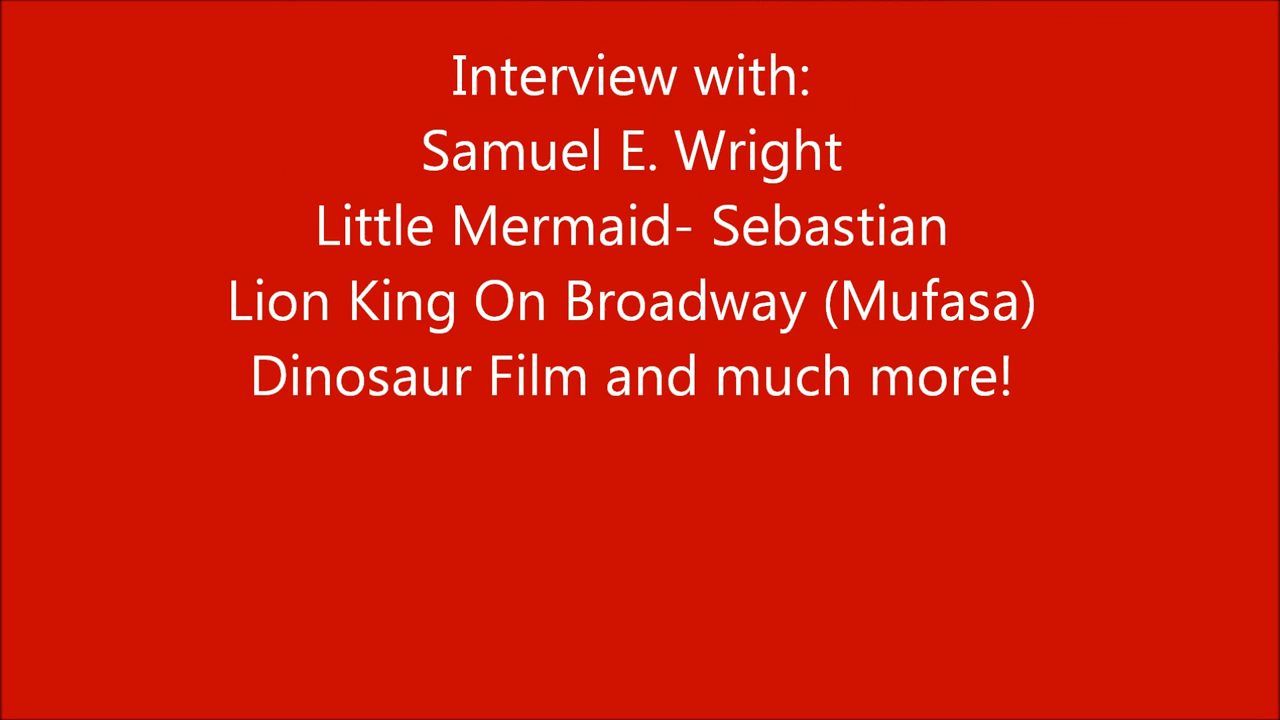 Interview with:
Samuel E. Wright
Little Mermaid- Sebastian
Lion King On Broadway (Mufasa)
Dinosaur Film and much more!